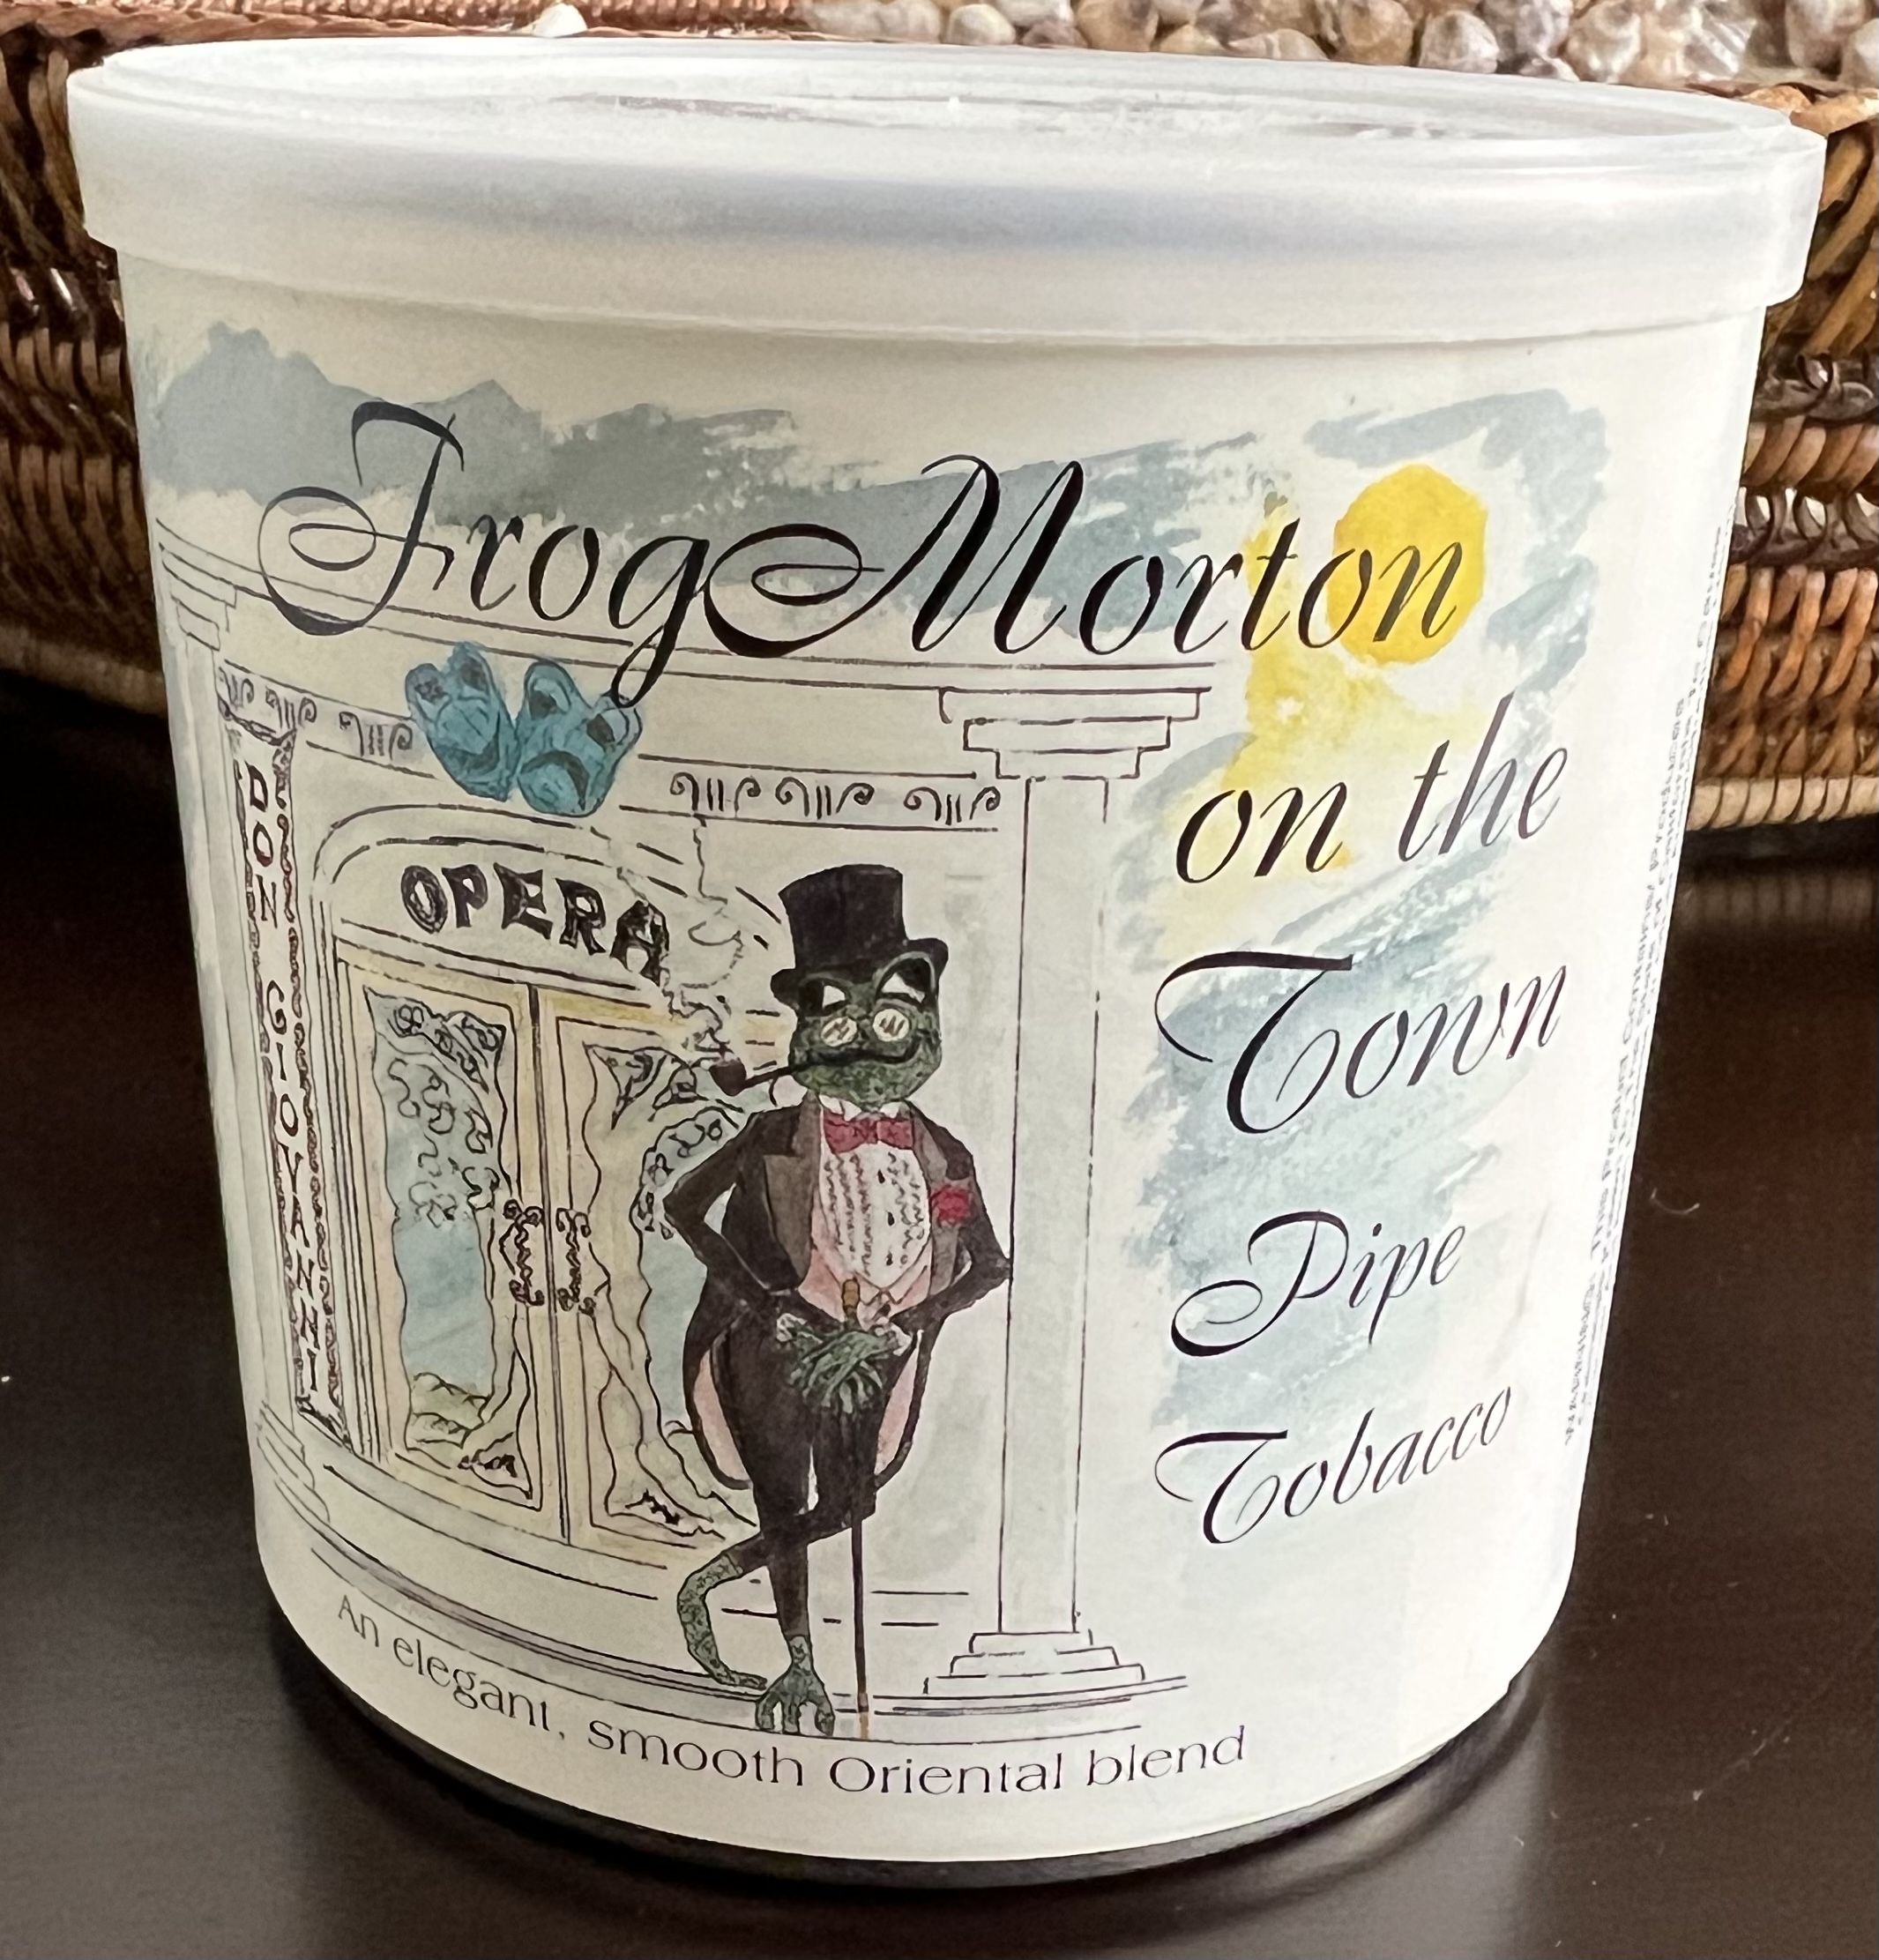 FrogMorton
on the
Town
Pipe
Tobacco
OPERA
DON GIOVANNI
An elegant, smooth Oriental blend